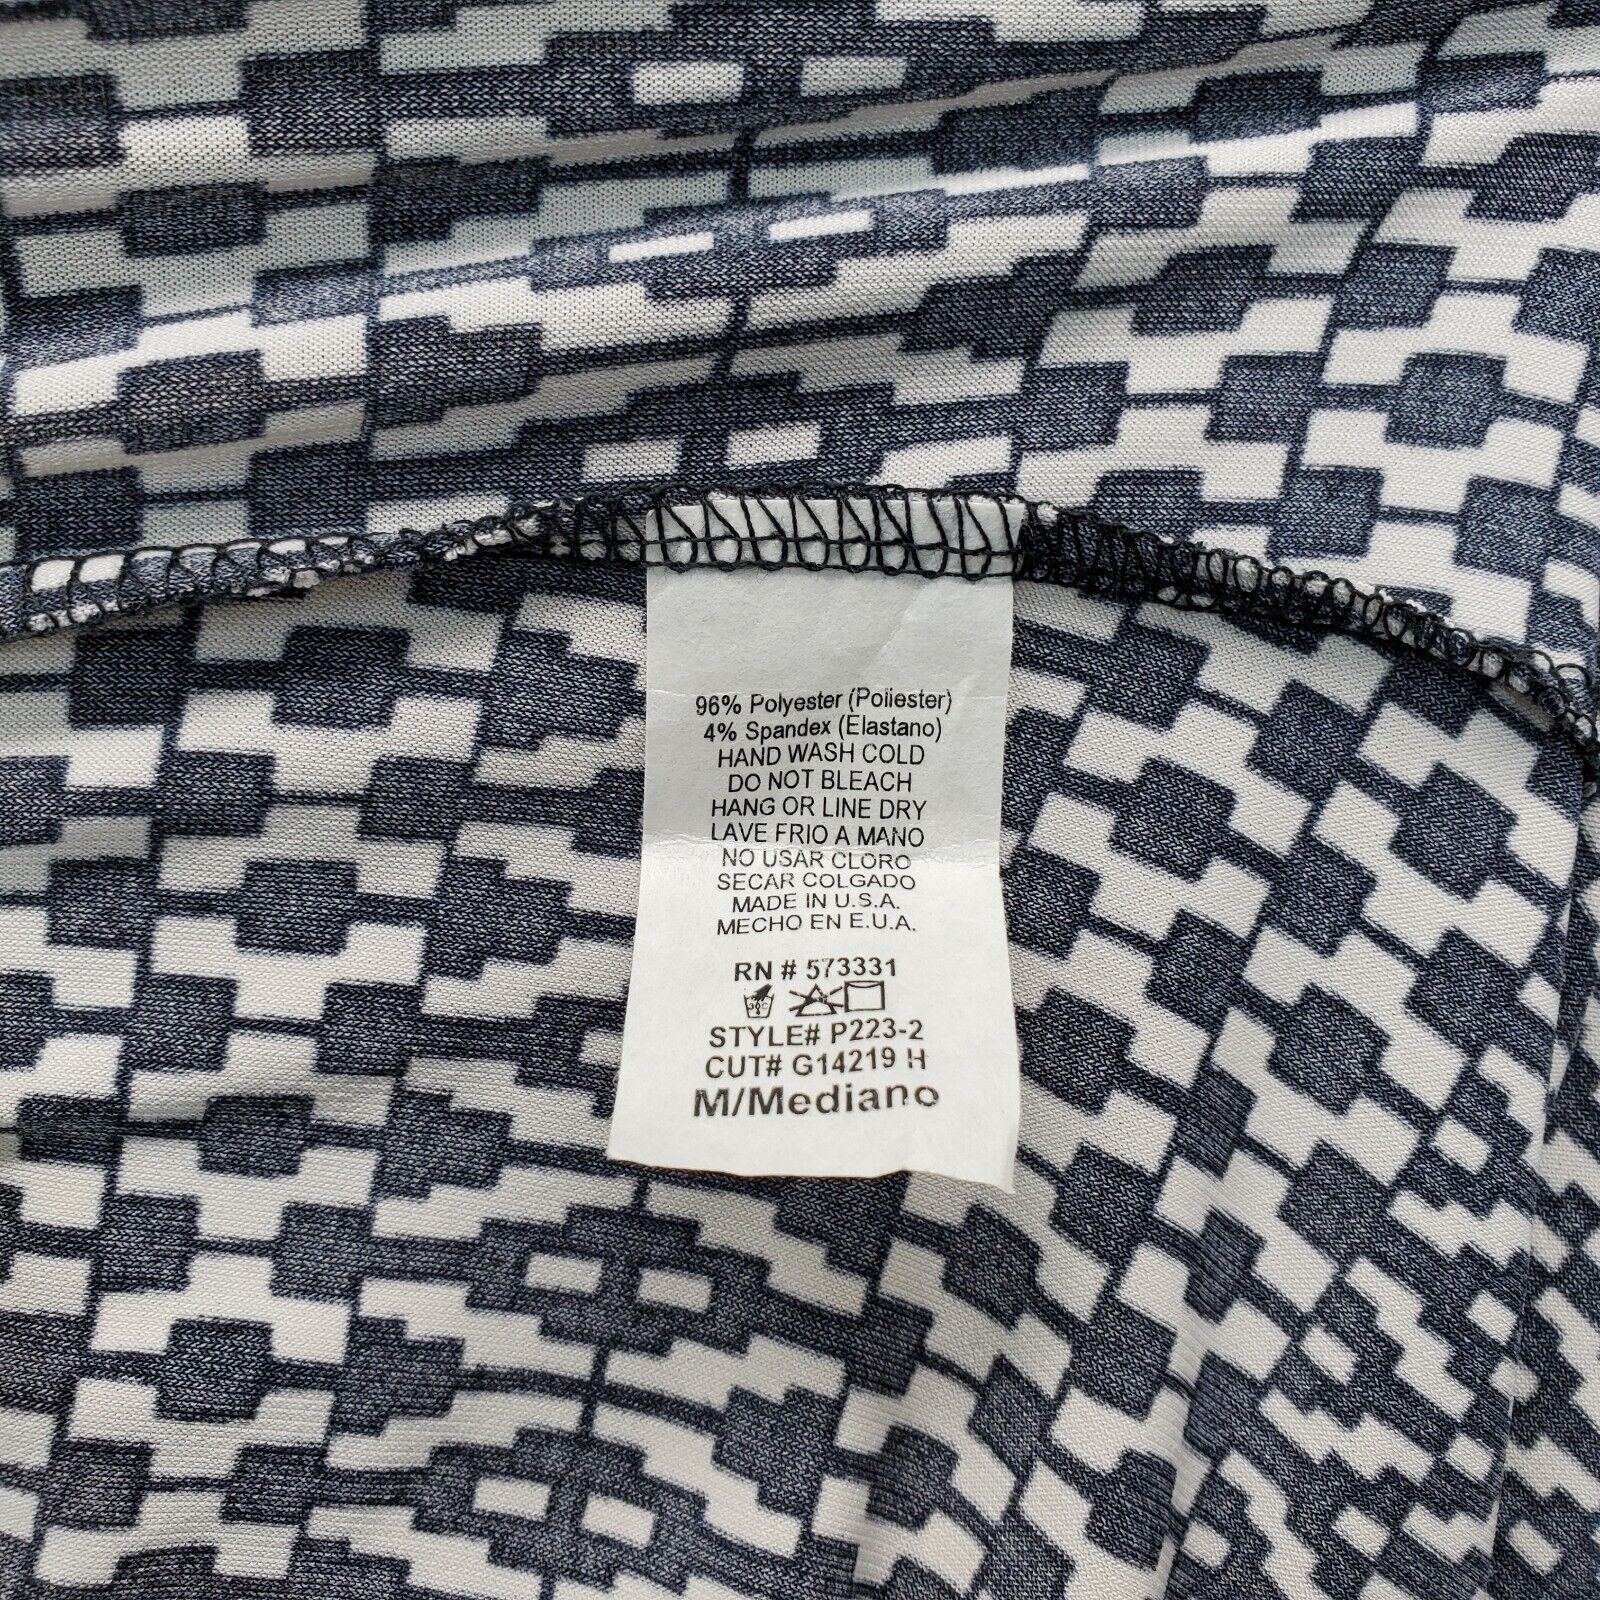 96% Polyester (Poliester)
4% Spandex (Elastano)
HAND WASH COLD
DO NOT BLEACH
HANG OR LINE DRY
LAVE FRIO A MANO
NO USAR CLORO
SECAR COLGADO
MADE IN U.S.A.
MECHO EN E.U.A.
RN # 573331
30C
STYLE# P223-2
CUT# G14219 H
M/Mediano